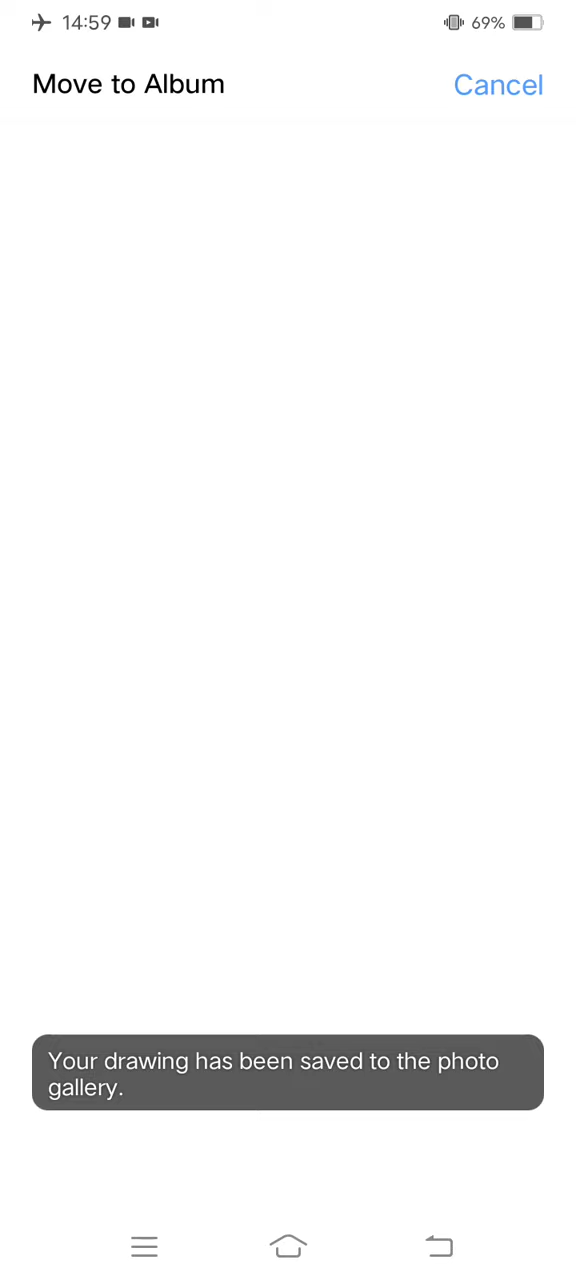 14:59
69%
Move to Album
Cancel
Your drawing has been saved to the photo
gallery.